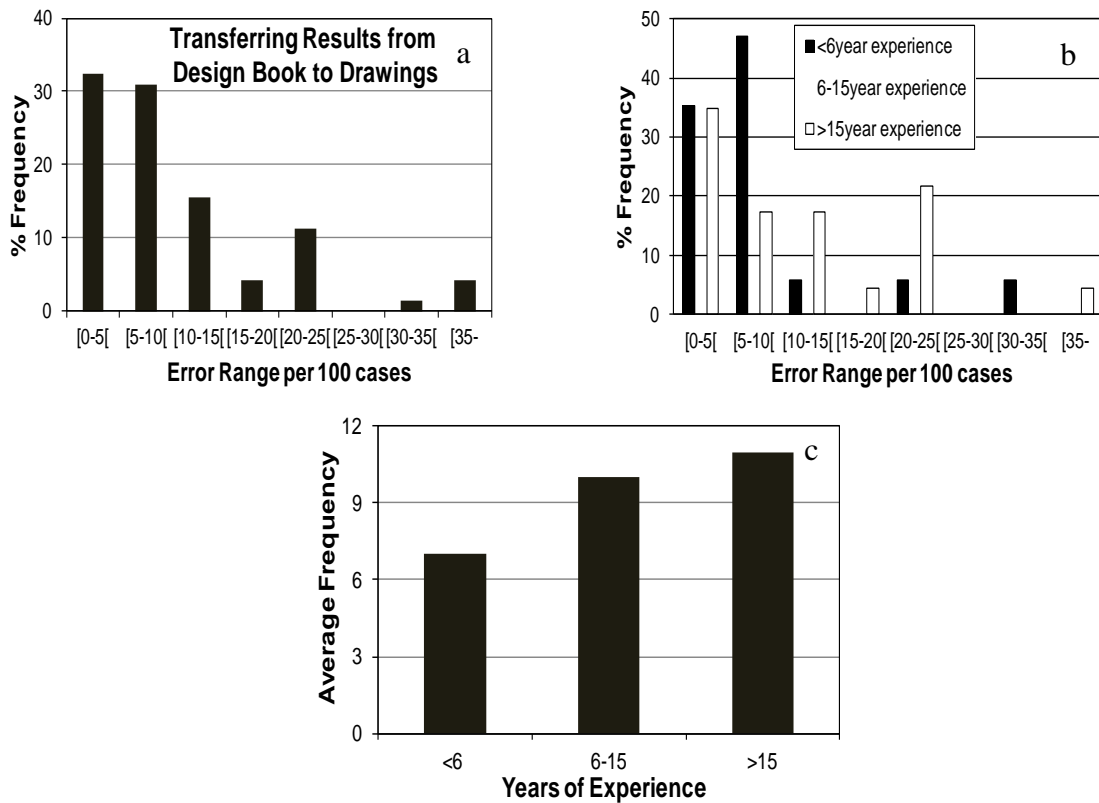 40
30
20
10
0
% Frequency
Transferring Results from
Design Book to Drawings
a
[0-5[ [5-10[ [10-15[ [15-20[ [20-25[ [25-30[ [30-35[ [35-
Error Range per 100 cases
50
40
30
20
10
0
% Frequency
<6year experience
6-15year experience
>15year experience
b
[0-5[ [5-10[ [10-15[ [15-20[ [20-25[ [25-30[ [30-35[ [35-
Error Range per 100 cases
12
9
6
3
0
Average Frequency
c
<6 6-15 >15
Years of Experience